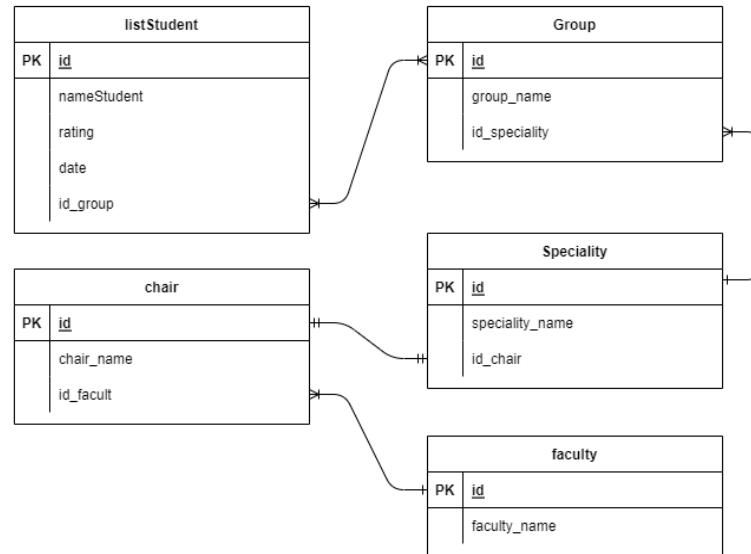 listStudent
PK id
nameStudent
rating
date
id_group
Group
PK id
group_name
id_speciality
Speciality
PK id
speciality_name
id_chair
chair
PK id
chair_name
id_facult
faculty
PK id
faculty_name